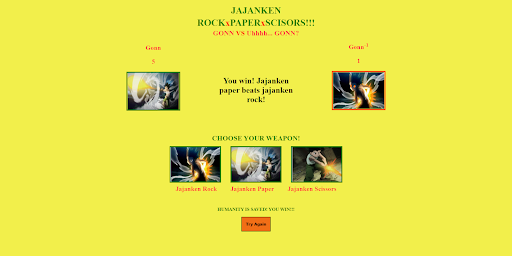 JAJANKEN
ROCKxPAPERxSCISORS!!!
GONN VS Uhhhh... GONN?
Gonn
Gonn 1
5
1
You win! Jajanken
paper beats jajanken
rock!
CHOOSE YOUR WEAPON!
Jajanken Rock
Jajanken Paper
Jajanken Scissors
HUMANITY IS SAVED! YOU WIN!!!
Try Again